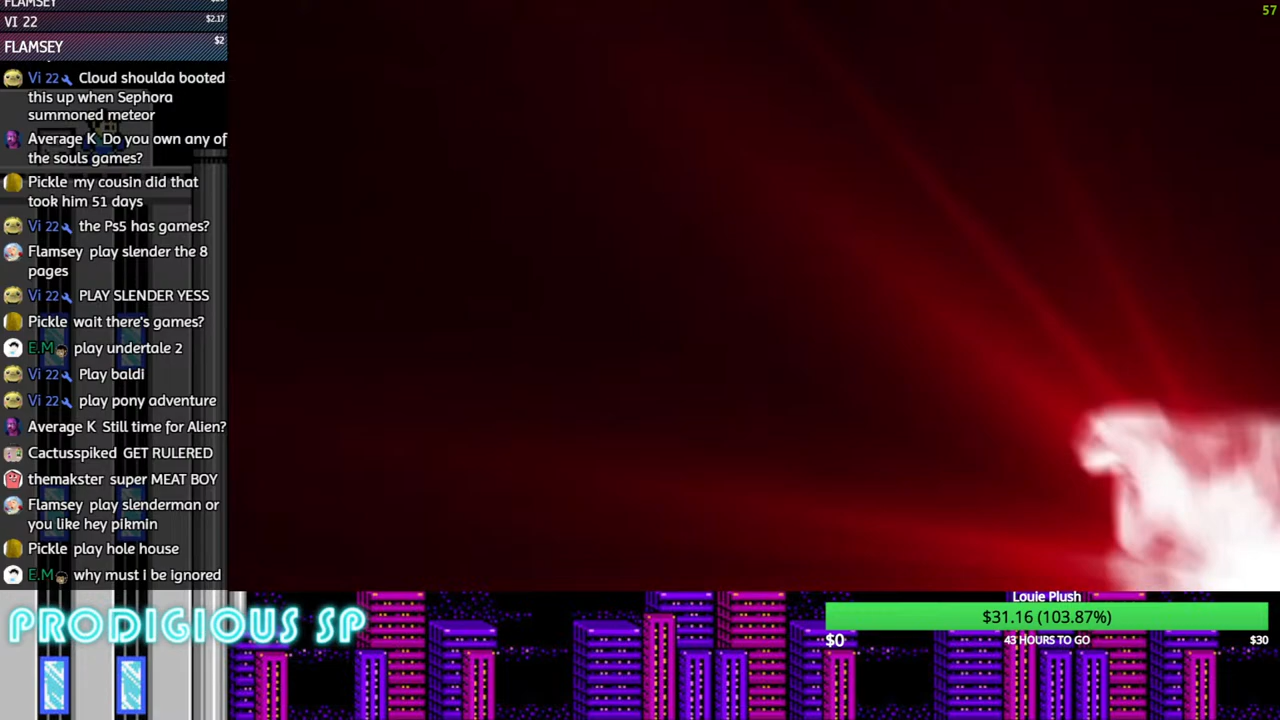 FLAMSEY
57
VI 22 $2.17
FLAMSEY $2
Vi 22 Cloud shoulda booted
this up when Sephora
summoned meteor
Average K Do you own any of
the souls games?
Pickle my cousin did that
took him 51 days
Vi 22 the Ps5 has games?
Flamsey play slender the 8
pages
Vi 22 PLAY SLENDER YESS
Pickle wait there's games?
E.M play undertale 2
Vi 22 Play baldi
Vi 22 play pony adventure
Average K Still time for Alien?
Cactusspiked GET RULERED
themakster super MEAT BOY
Flamsey play slenderman or
you like hey pikmin
Pickle play hole house
E.M why must i be ignored
PRODIGIOUS SP
Louie Plush
$31.16 (103.87%)
$0 43 HOURS TO GO $30